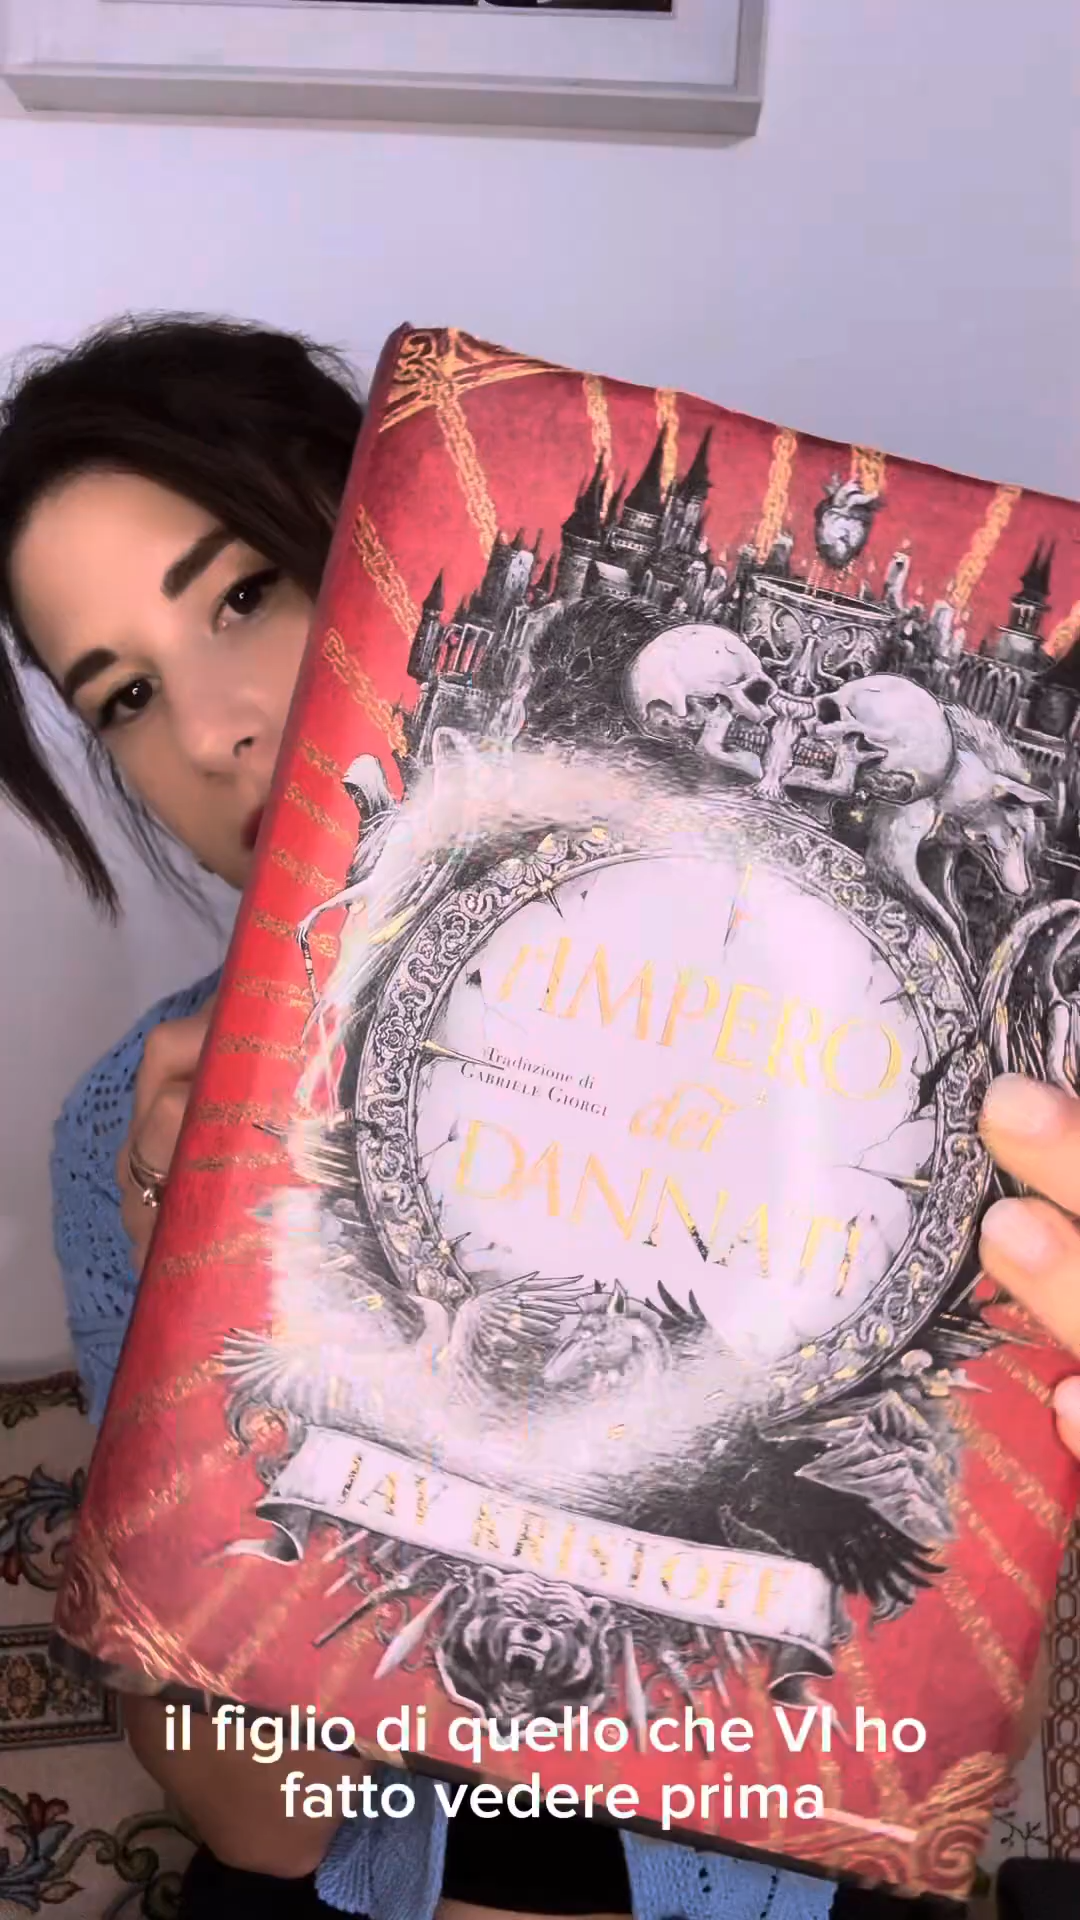 l'IMPERO
Traduzione di
GABRIELE GIORGI
dei
DANNATI
JAY KRISTOFF
il figlio di quello che VI ho
fatto vedere prima